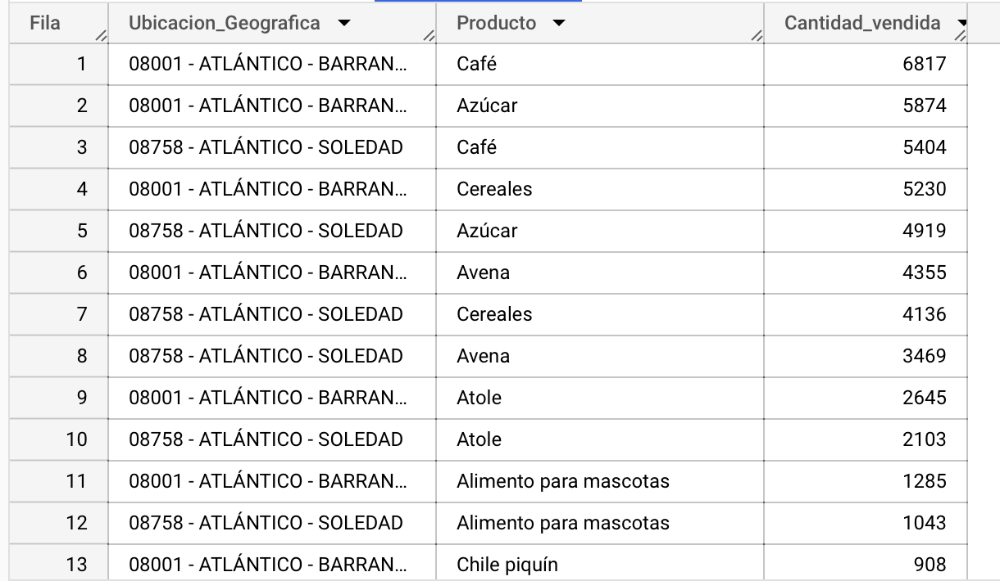 Fila Ubicacion_Geografica Producto Cantidad_vendida
1 08001 - ATLÁNTICO - BARRAN... Café 6817
2 08001 - ATLÁNTICO - BARRAN... Azúcar 5874
3 08758 - ATLÁNTICO - SOLEDAD Café 5404
4 08001 - ATLÁNTICO - BARRAN... Cereales 5230
5 08758 - ATLÁNTICO - SOLEDAD Azúcar 4919
6 08001 - ATLÁNTICO - BARRAN... Avena 4355
7 08758 - ATLÁNTICO - SOLEDAD Cereales 4136
8 08758 - ATLÁNTICO - SOLEDAD Avena 3469
9 08001 - ATLÁNTICO - BARRAN... Atole 2645
10 08758 - ATLÁNTICO - SOLEDAD Atole 2103
11 08001 - ATLÁNTICO - BARRAN... Alimento para mascotas 1285
12 08758 - ATLÁNTICO - SOLEDAD Alimento para mascotas 1043
13 08001 - ATLÁNTICO - BARRAN... Chile piquín 908